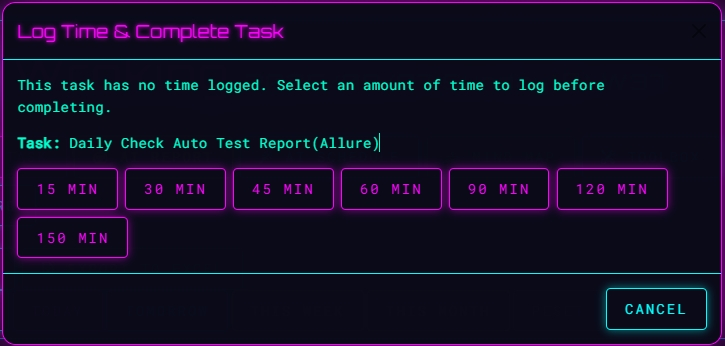 Log Time & Complete Task
This task has no time logged. Select an amount of time to log before
completing.
Task: Daily Check Auto Test Report(Allure)
15 MIN 30 MIN 45 MIN 60 MIN 90 MIN 120 MIN
150 MIN
CANCEL